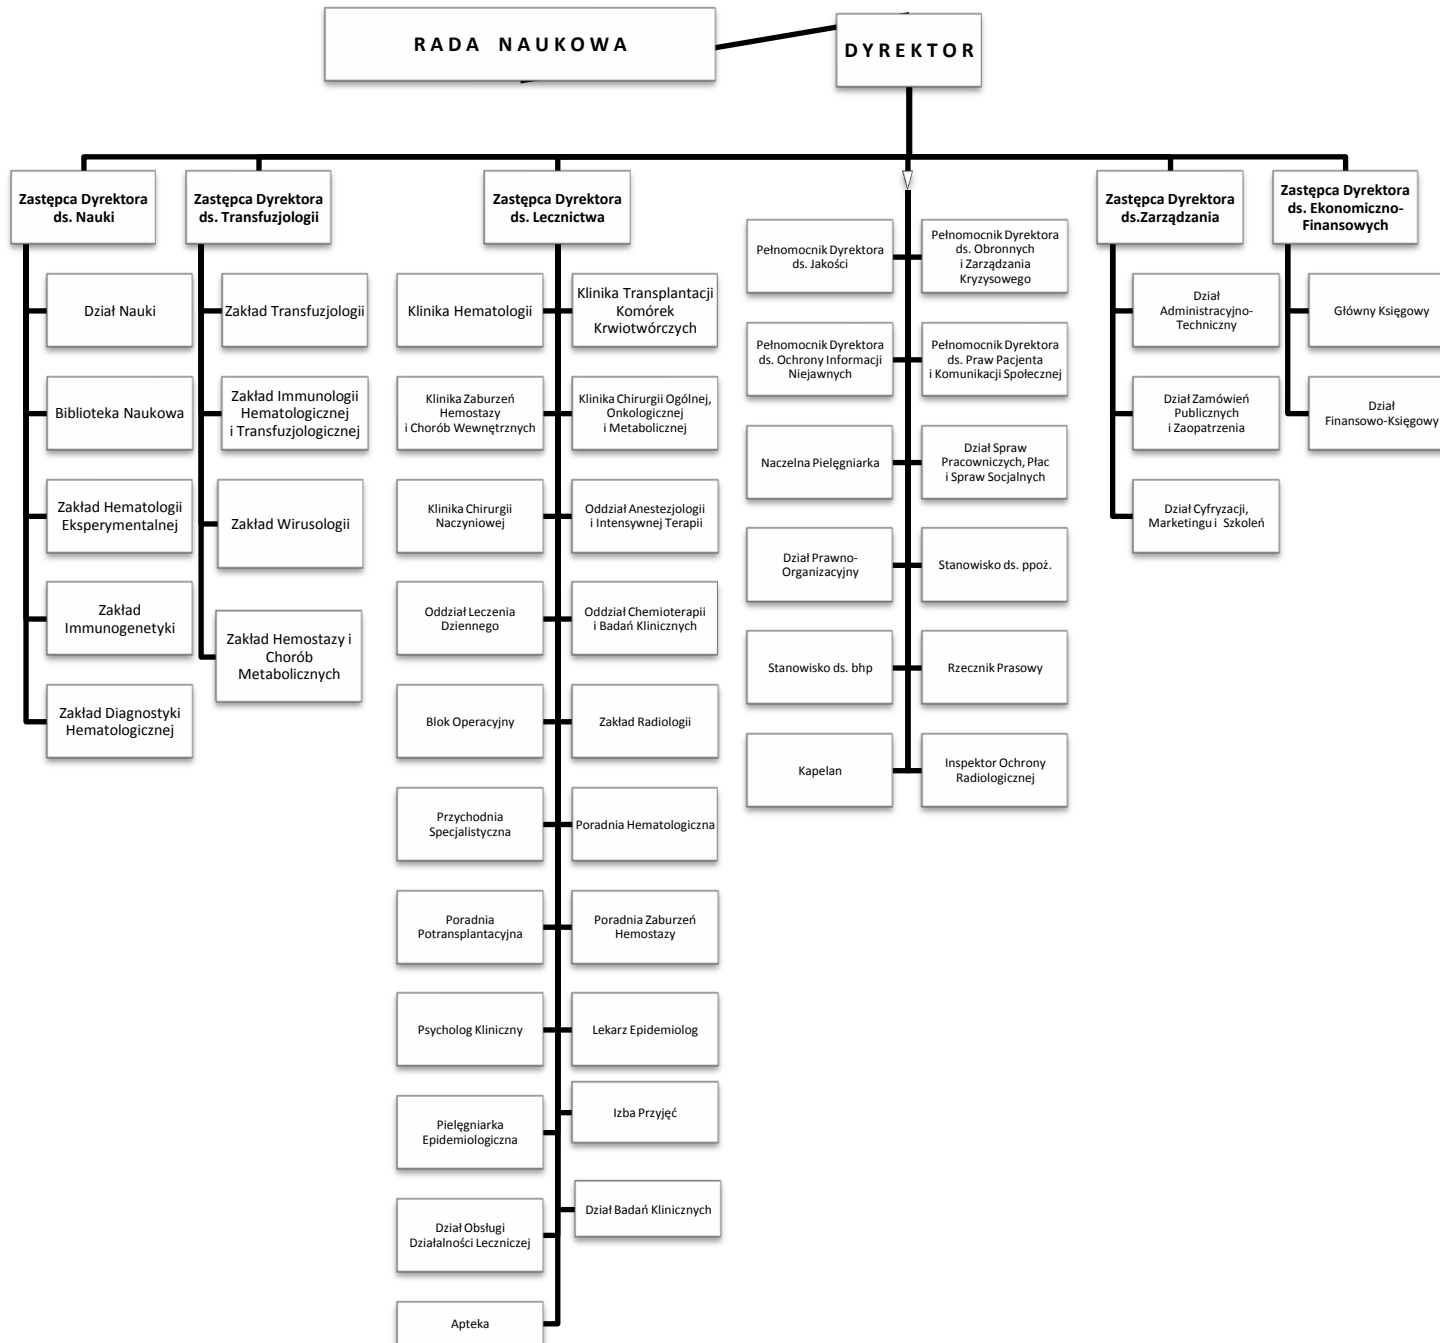 RADA NAUKOWA
DYREKTOR
Zastępca Dyrektora
ds. Nauki
Dział Nauki
Biblioteka Naukowa
Zakład Hematologii
Eksperymentalnej
Zakład
Immunogenetyki
Zakład Diagnostyki
Hematologicznej
Zastępca Dyrektora
ds. Transfuzjologii
Zakład Transfuzjologii
Zakład Immunologii
Hematologicznej
i Transfuzjologicznej
Zakład Wirusologii
Zakład Hemostazy i
Chorób
Metabolicznych
Zastępca Dyrektora
ds. Lecznictwa
Klinika Hematologii
Klinika Transplantacji
Komórek
Krwiotwórczych
Klinika Zaburzeń
Hemostazy
i Chorób Wewnętrznych
Klinika Chirurgii Ogólnej,
Onkologicznej
i Metabolicznej
Klinika Chirurgii
Naczyniowej
Oddział Anestezjologii
i Intensywnej Terapii
Oddział Leczenia
Dziennego
Oddział Chemioterapii
i Badań Klinicznych
Blok Operacyjny
Zakład Radiologii
Przychodnia
Specjalistyczna
Poradnia Hematologiczna
Poradnia
Potransplantacyjna
Poradnia Zaburzeń
Hemostazy
Psycholog Kliniczny
Lekarz Epidemiolog
Pielęgniarka
Epidemiologiczna
Izba Przyjęć
Dział Obsługi
Działalności Leczniczej
Dział Badań Klinicznych
Apteka
Pełnomocnik Dyrektora
ds. Jakości
Pełnomocnik Dyrektora
ds. Obronnych
i Zarządzania
Kryzysowego
Pełnomocnik Dyrektora
ds. Ochrony Informacji
Niejawnych
Pełnomocnik Dyrektora
ds. Praw Pacjenta
i Komunikacji Społecznej
Naczelna Pielęgniarka
Dział Spraw
Pracowniczych, Płac
i Spraw Socjalnych
Dział Prawno-
Organizacyjny
Stanowisko ds. ppoż.
Stanowisko ds. bhp
Rzecznik Prasowy
Kapelan
Inspektor Ochrony
Radiologicznej
Zastępca Dyrektora
ds.Zarządzania
Dział
Administracyjno-
Techniczny
Dział Zamówień
Publicznych
i Zaopatrzenia
Dział Cyfryzacji,
Marketingu i Szkoleń
Zastępca Dyrektora
ds. Ekonomiczno-
Finansowych
Główny Księgowy
Dział
Finansowo-Księgowy